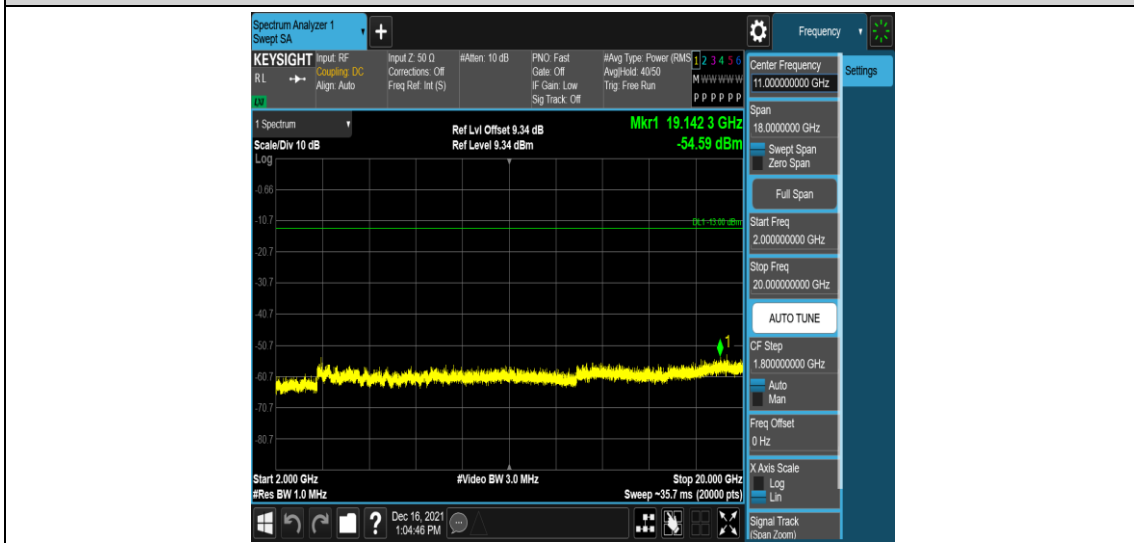 Spectrum Analyzer 1
Swept SA
+
Frequency
KEYSIGHT
RL
LXI
Input: RF
Coupling: DC
Align: Auto
Input Z: 50 Ω
Corrections: Off
Freq Ref: Int (S)
#Atten: 10 dB
PNO: Fast
Gate: Off
IF Gain: Low
Sig Track: Off
#Avg Type: Power (RMS
Avg|Hold: 40/50
Trig: Free Run
1 2 3 4 5 6
M W W W W W
P P P P P P
1 Spectrum
Scale/Div 10 dB
Log
Ref Lvl Offset 9.34 dB
Ref Level 9.34 dBm
Mkr1 19.142 3 GHz
-54.59 dBm
-0.66
-10.7
DL1 -13.00 dBm
-20.7
-30.7
-40.7
-50.7
1
-60.7
-70.7
-80.7
Start 2.000 GHz
#Res BW 1.0 MHz
#Video BW 3.0 MHz
Stop 20.000 GHz
Sweep ~35.7 ms (20000 pts)
Center Frequency
11.000000000 GHz
Settings
Span
18.0000000 GHz
Swept Span
Zero Span
Full Span
Start Freq
2.000000000 GHz
Stop Freq
20.000000000 GHz
AUTO TUNE
CF Step
1.800000000 GHz
Auto
Man
Freq Offset
0 Hz
X Axis Scale
Log
Lin
Signal Track
(Span Zoom)
?
Dec 16, 2021
1:04:46 PM